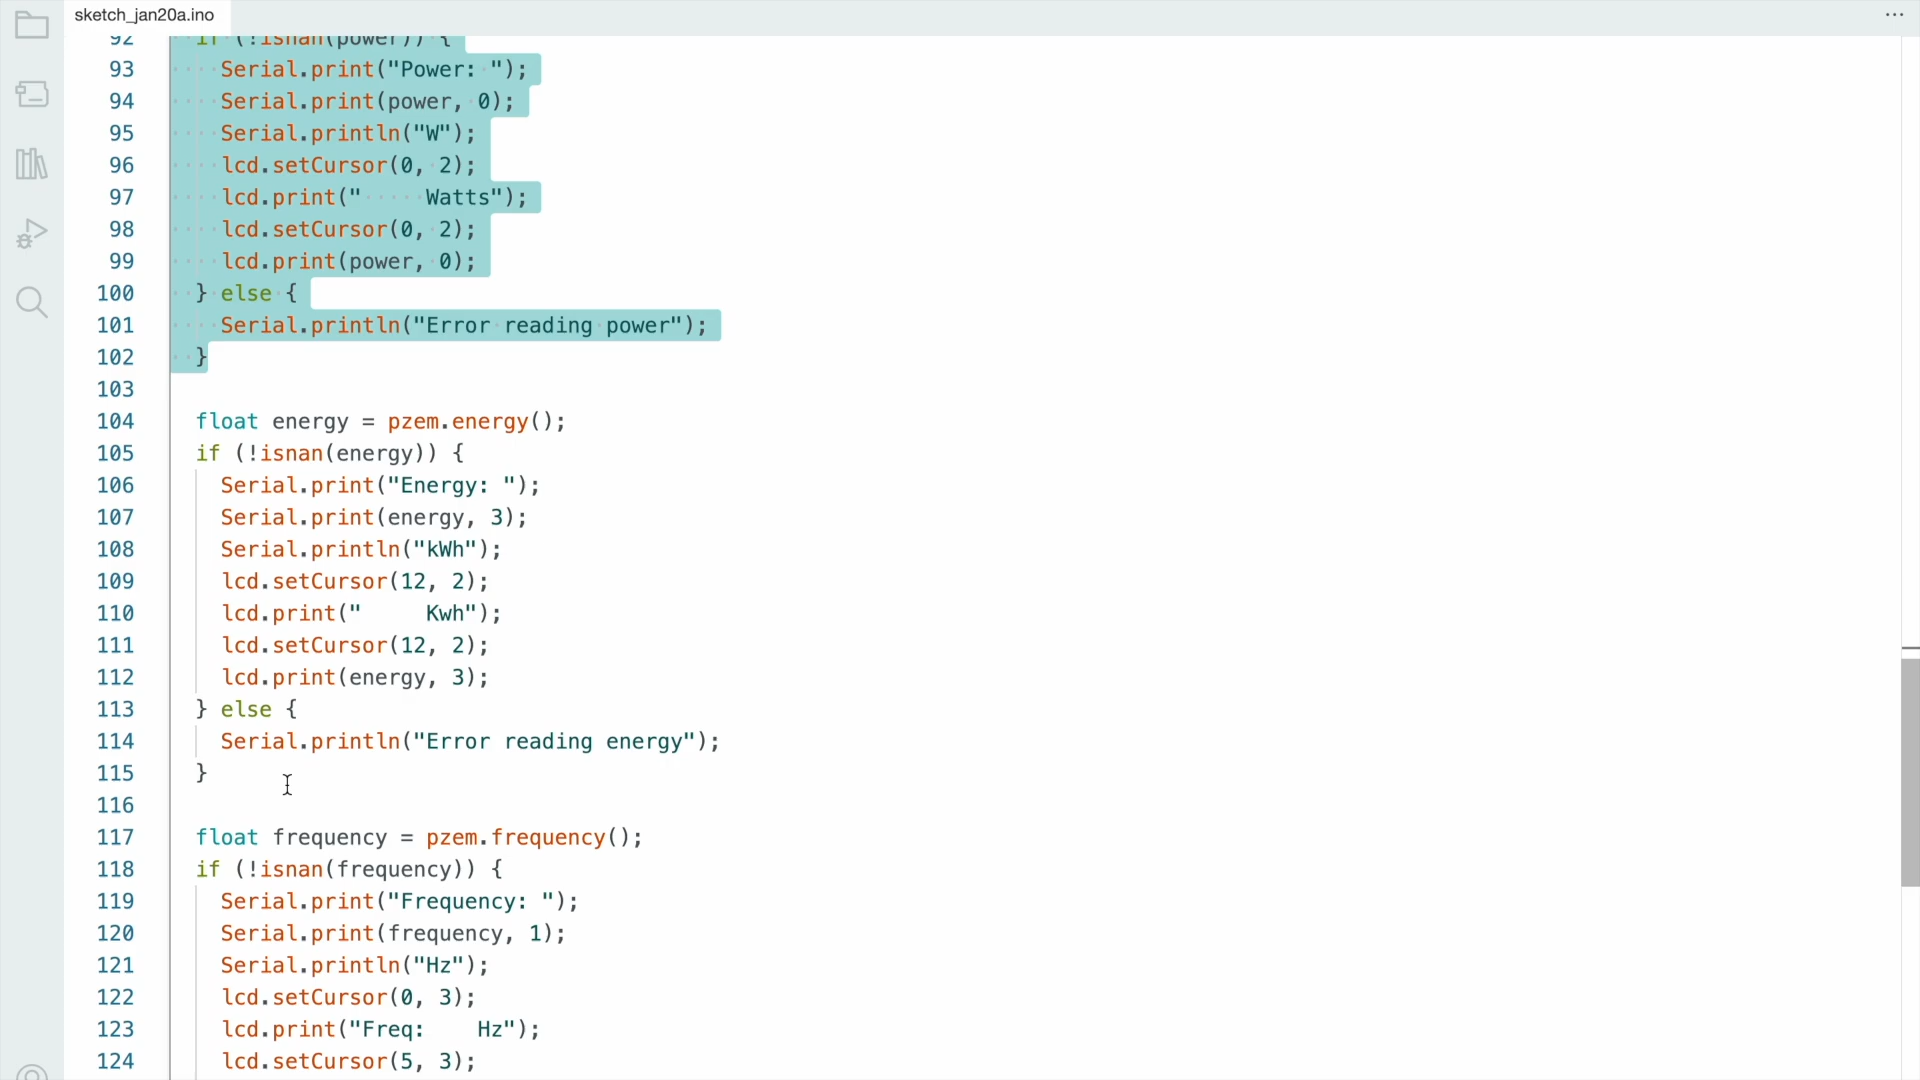 sketch_jan20a.ino
92 if (!isnan(power)) {
93 Serial.print("Power: ");
94 Serial.print(power, 0);
95 Serial.println("W");
96 lcd.setCursor(0, 2);
97 lcd.print("     Watts");
98 lcd.setCursor(0, 2);
99 lcd.print(power, 0);
100 } else {
101 Serial.println("Error reading power");
102 }
103
104 float energy = pzem.energy();
105 if (!isnan(energy)) {
106 Serial.print("Energy: ");
107 Serial.print(energy, 3);
108 Serial.println("kWh");
109 lcd.setCursor(12, 2);
110 lcd.print("     Kwh");
111 lcd.setCursor(12, 2);
112 lcd.print(energy, 3);
113 } else {
114 Serial.println("Error reading energy");
115 }
116
117 float frequency = pzem.frequency();
118 if (!isnan(frequency)) {
119 Serial.print("Frequency: ");
120 Serial.print(frequency, 1);
121 Serial.println("Hz");
122 lcd.setCursor(0, 3);
123 lcd.print("Freq:    Hz");
124 lcd.setCursor(5, 3);